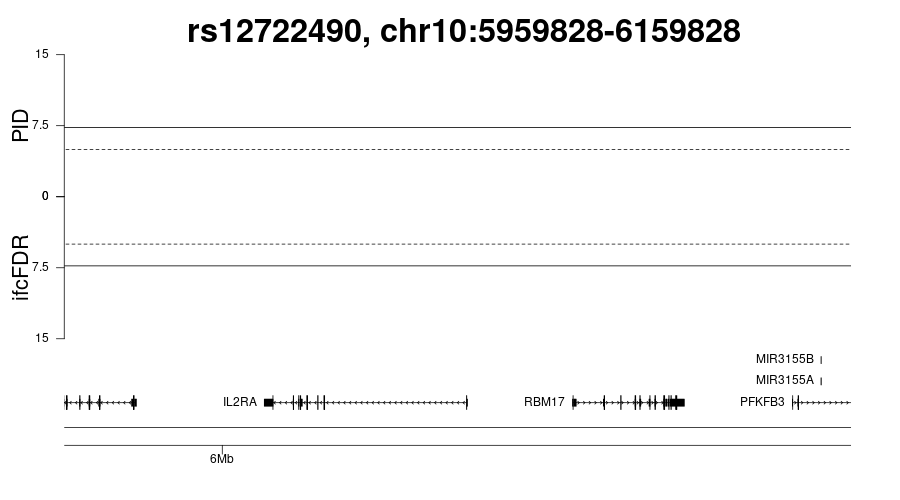 rs12722490, chr10:5959828-6159828
15
PID
7.5
0
ifcFDR
7.5
15
MIR3155B
MIR3155A
IL2RA
RBM17
PFKFB3
6Mb